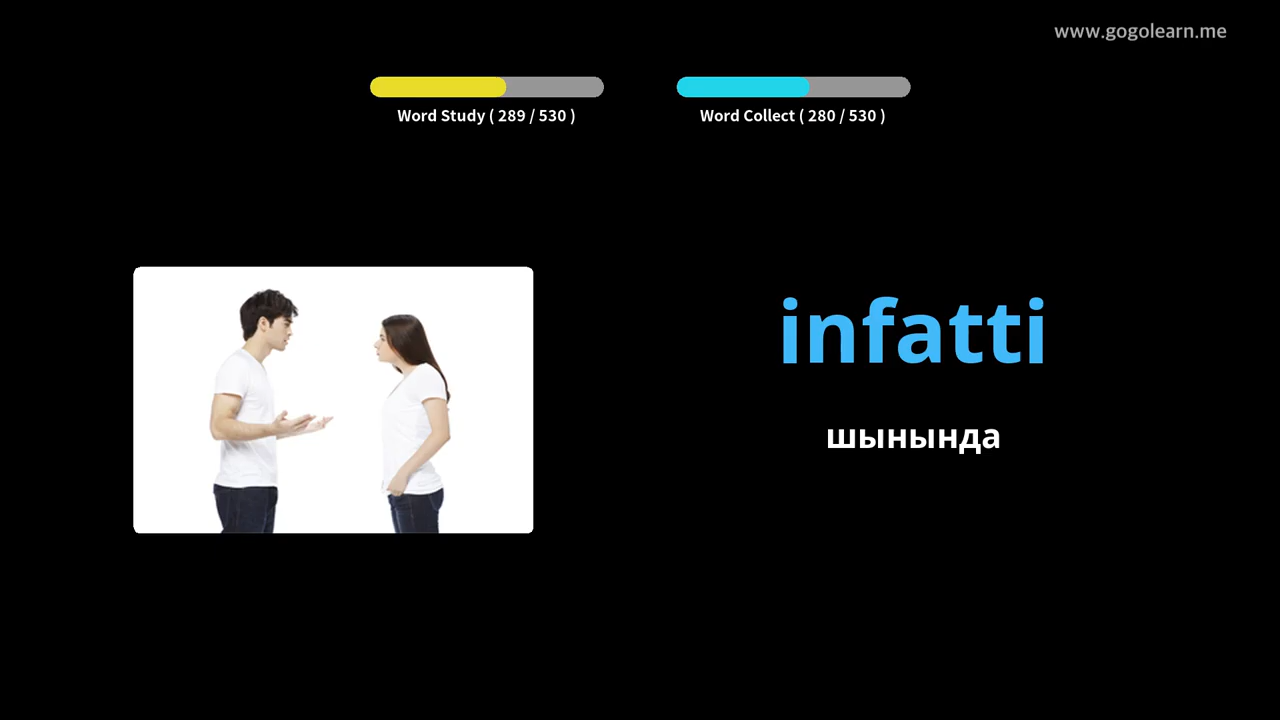 www.gogolearn.me
Word Study ( 289 / 530 )
Word Collect ( 280 / 530 )
infatti
шынында